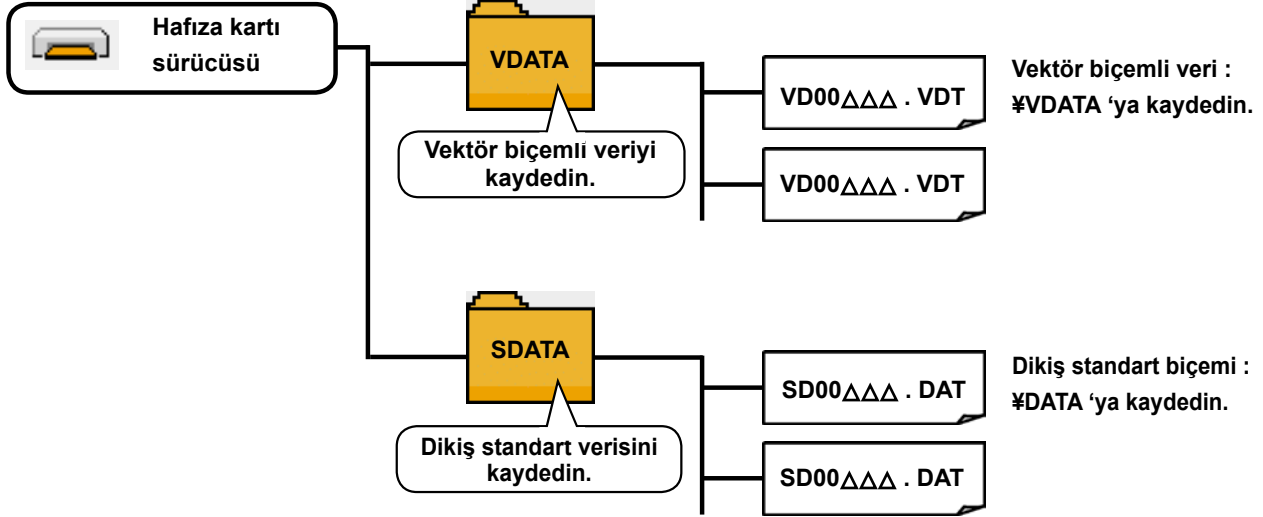 Hafıza kartı
sürücüsü
VDATA
Vektör biçemli veriyi
kaydedin.
VD00△△△ . VDT
VD00△△△ . VDT
Vektör biçemli veri :
¥VDATA ‘ya kaydedin.
SDATA
Dikiş standart verisini
kaydedin.
SD00△△△ . DAT
SD00△△△ . DAT
Dikiş standart biçemi :
¥DATA ‘ya kaydedin.